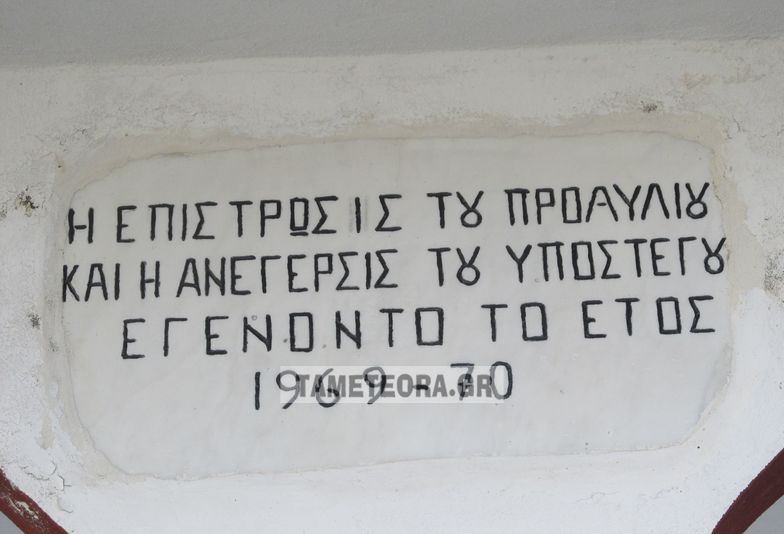 Η ΕΠΙΣΤΡΩΣΙΣ ΤȢ ΠΡΟΑΥΛΙȢ
ΚΑΙ Η ΑΝΕΓΕΡΣΙΣ ΤȢ ΥΠΟΣΤΕΓȢ
ΕΓΕΝΟΝΤΟ ΤΟ ΕΤΟΣ
1969-70
TAMETEORA.GR